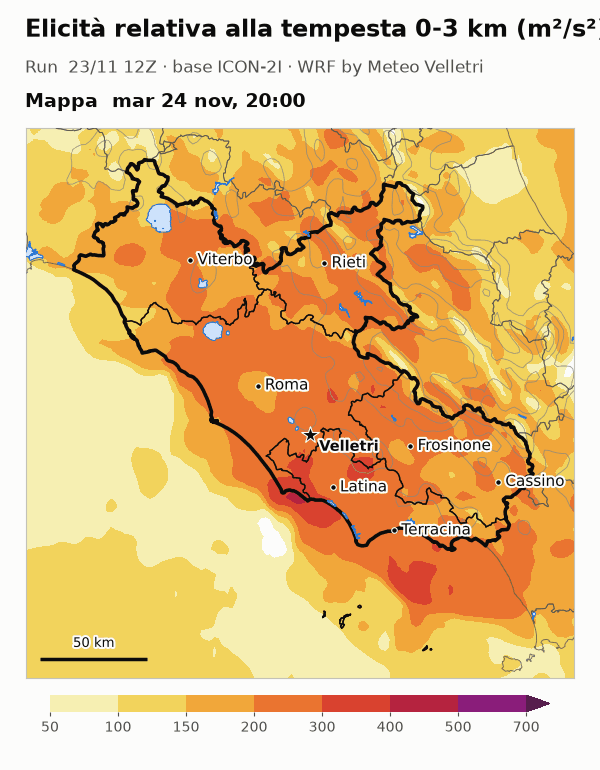 Elicità relativa alla tempesta 0-3 km (m²/s²)
Run  23/11 12Z · base ICON-2I · WRF by Meteo Velletri
Mappa  mar 24 nov, 20:00
Viterbo
Rieti
Roma
Velletri
Frosinone
Cassino
Latina
Terracina
50 km
50 100 150 200 300 400 500 700